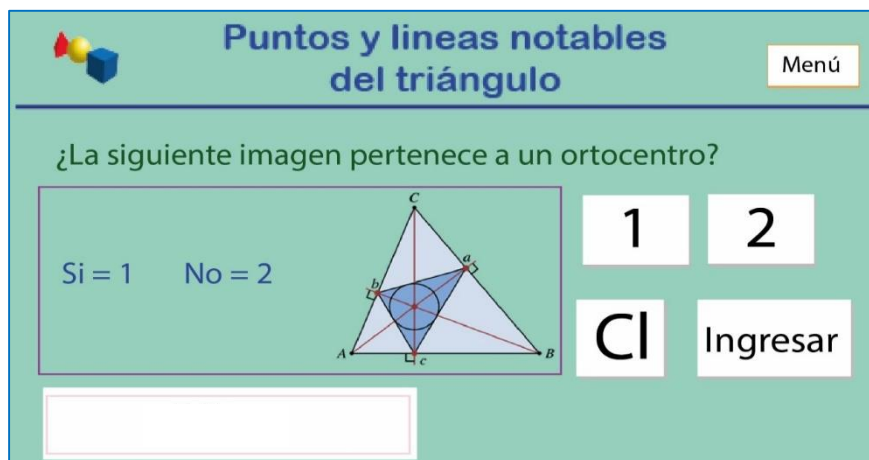 Puntos y lineas notables
del triángulo
Menú
¿La siguiente imagen pertenece a un ortocentro?
Si = 1 No = 2
C
a
b
A
c
B
1
2
Cl
Ingresar